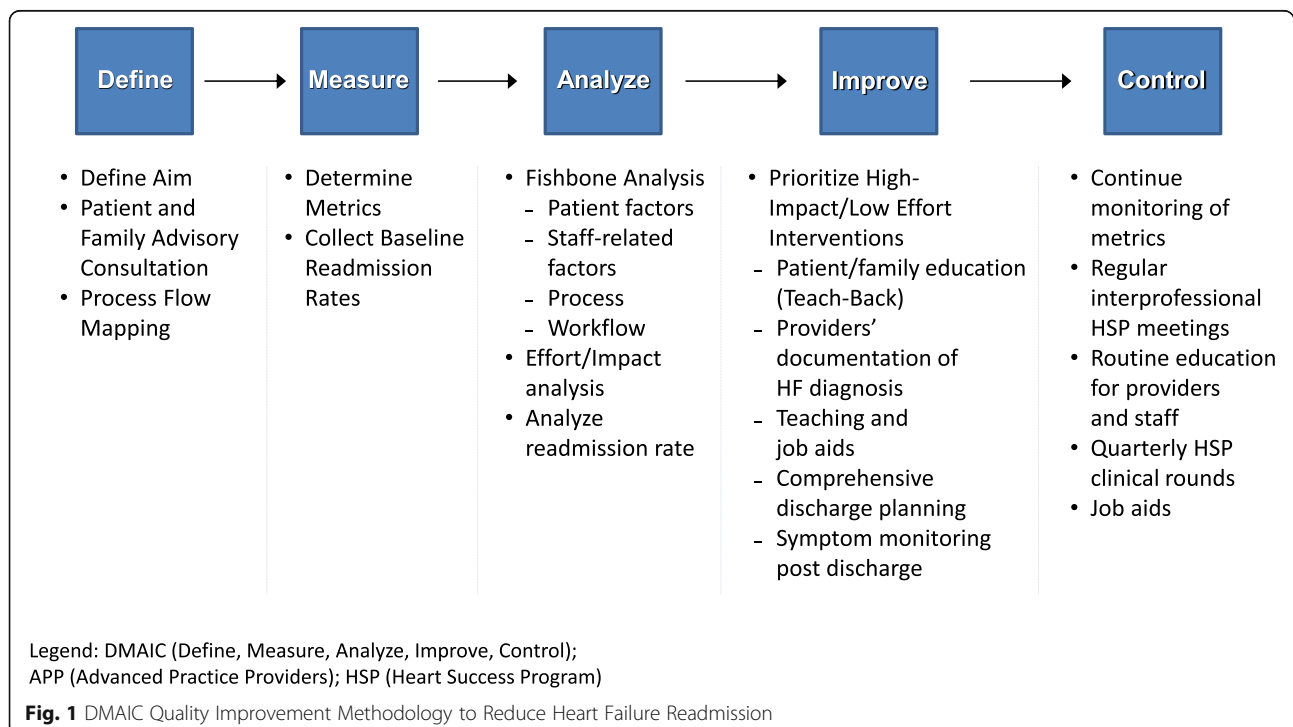 Define
Measure
Analyze
Improve
Control
• Define Aim
• Patient and
Family Advisory
Consultation
• Process Flow
Mapping
• Determine
Metrics
• Collect Baseline
Readmission
Rates
• Fishbone Analysis
- Patient factors
- Staff-related
factors
- Process
- Workflow
• Effort/Impact
analysis
• Analyze
readmission rate
• Prioritize High-
Impact/Low Effort
Interventions
- Patient/family education
(Teach-Back)
- Providers’
documentation of
HF diagnosis
- Teaching and
job aids
- Comprehensive
discharge planning
- Symptom monitoring
post discharge
• Continue
monitoring of
metrics
• Regular
interprofessional
HSP meetings
• Routine education
for providers
and staff
• Quarterly HSP
clinical rounds
• Job aids
Legend: DMAIC (Define, Measure, Analyze, Improve, Control);
APP (Advanced Practice Providers); HSP (Heart Success Program)
Fig. 1 DMAIC Quality Improvement Methodology to Reduce Heart Failure Readmission